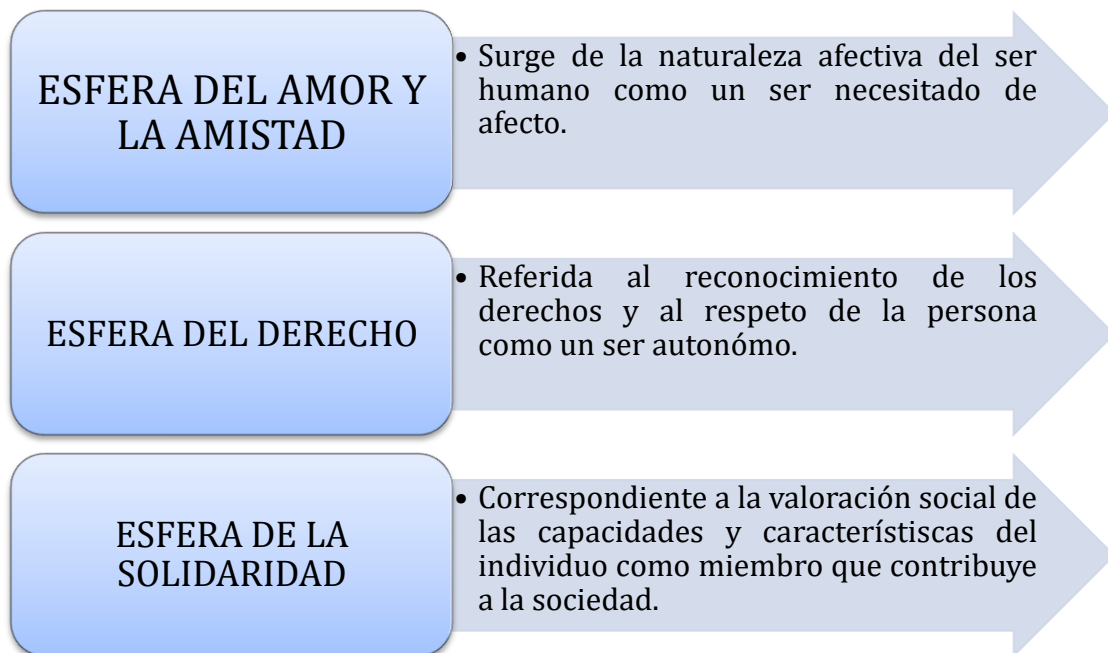 ESFERA DEL AMOR Y
LA AMISTAD
• Surge de la naturaleza afectiva del ser
humano como un ser necesitado de
afecto.
ESFERA DEL DERECHO
• Referida al reconocimiento de los
derechos y al respeto de la persona
como un ser autonómo.
ESFERA DE LA
SOLIDARIDAD
• Correspondiente a la valoración social de
las capacidades y característiscas del
individuo como miembro que contribuye
a la sociedad.